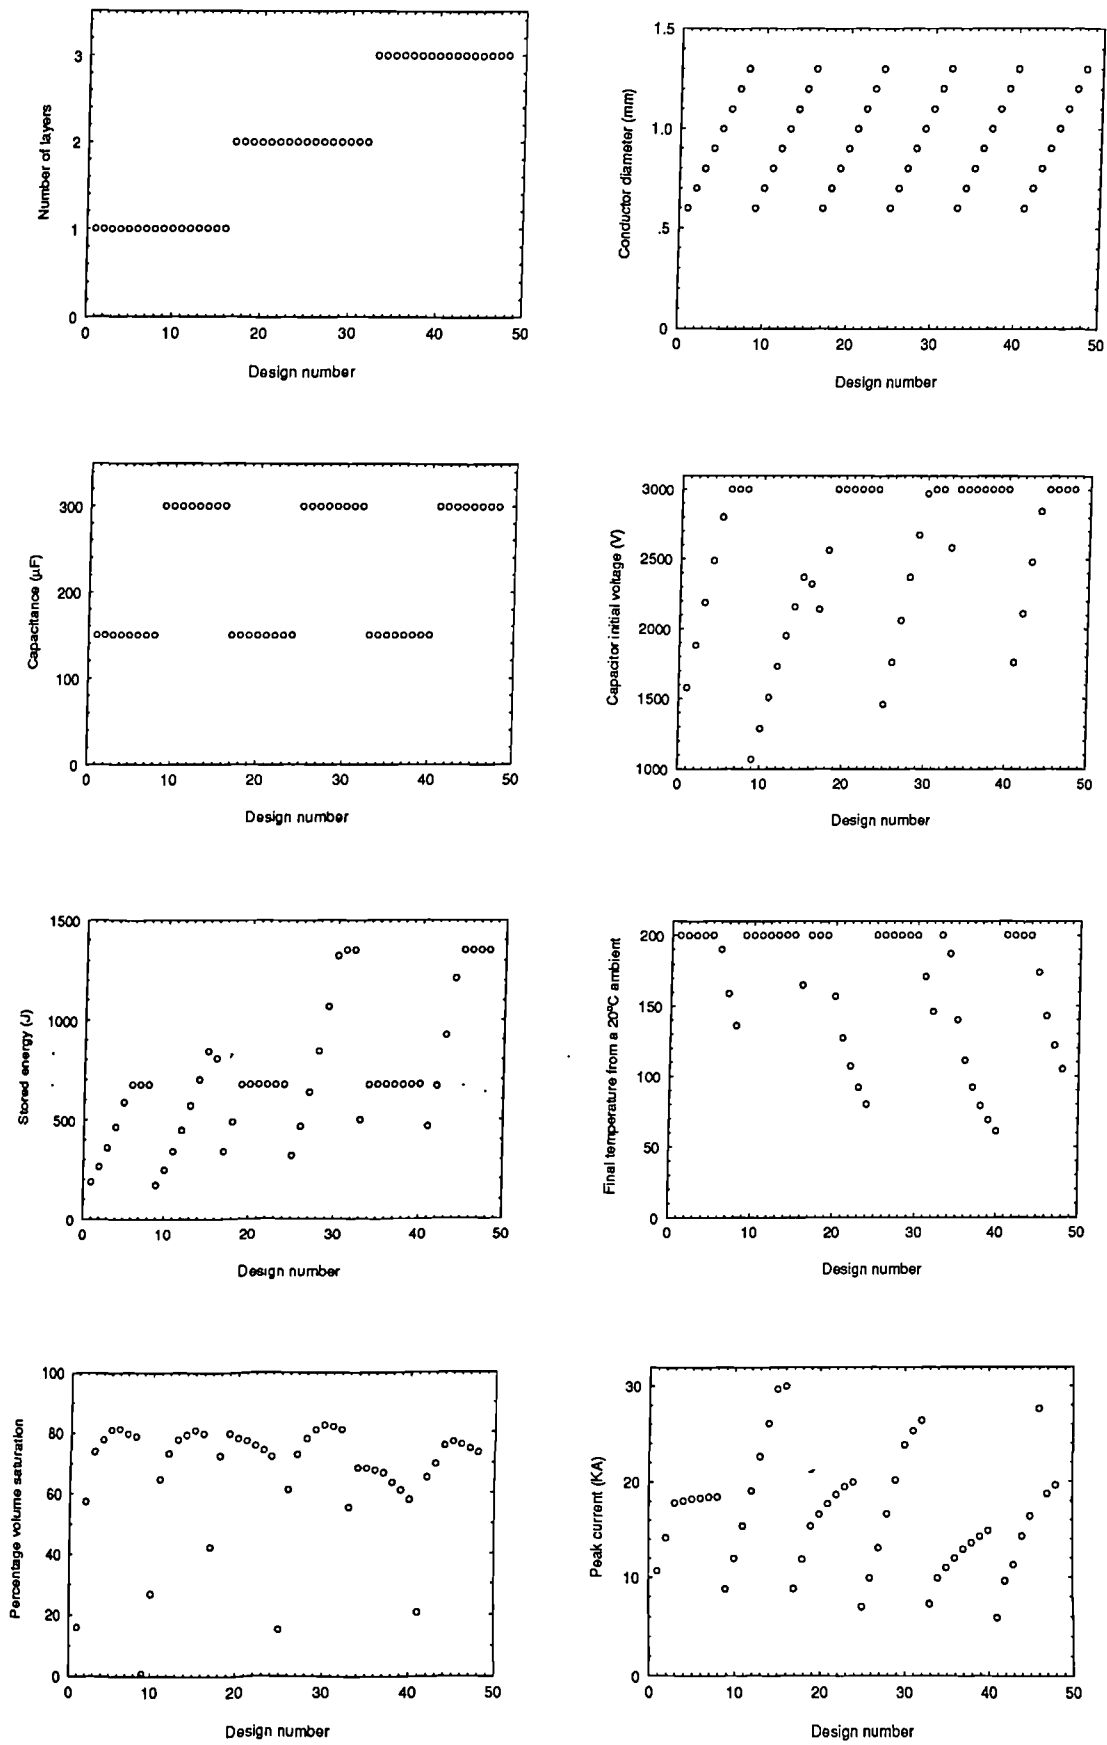 3
2
1
0
Number of layers
0 10 20 30 40 50
Design number
1.5
1.0
.5
0
Conductor diameter (mm)
0 10 20 30 40 50
Design number
300
200
100
0
Capacitance (µF)
0 10 20 30 40 50
Design number
3000
2500
2000
1500
1000
Capacitor initial voltage (V)
0 10 20 30 40 50
Design number
1500
1000
500
0
Stored energy (J)
0 10 20 30 40 50
Design number
200
150
100
50
0
Final temperature from a 20°C ambient
0 10 20 30 40 50
Design number
100
80
60
40
20
0
Percentage volume saturation
0 10 20 30 40 50
Design number
30
20
10
0
Peak current (KA)
0 10 20 30 40 50
Design number